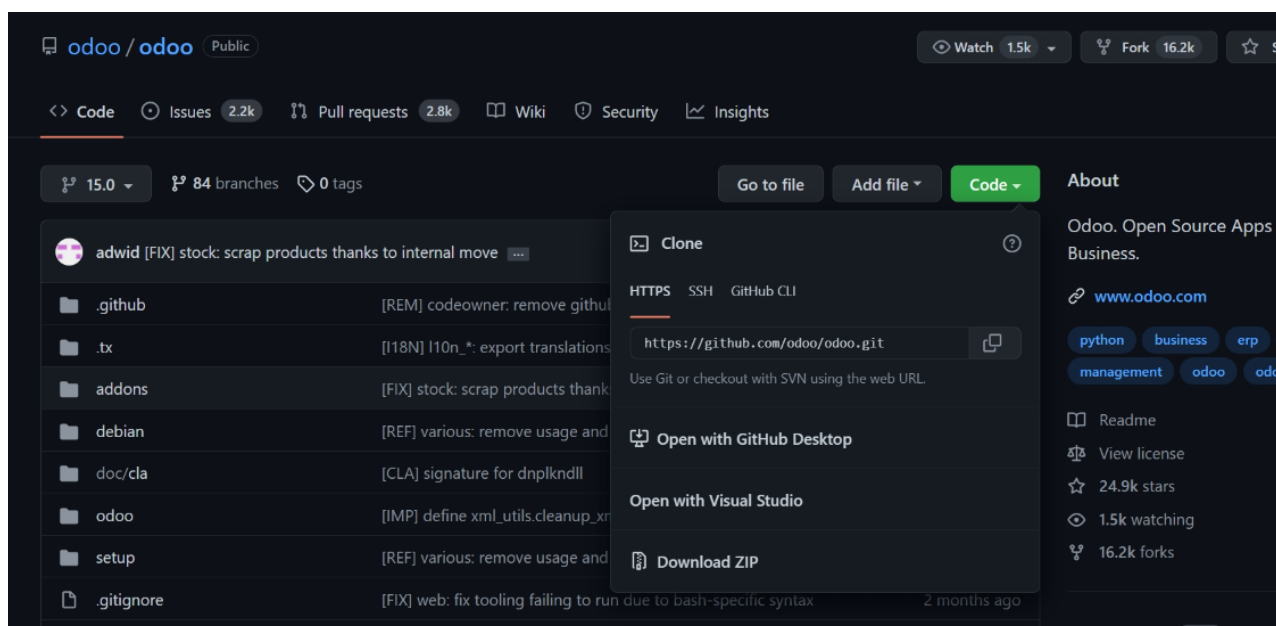 odoo / odoo Public
Watch 1.5k
Fork 16.2k
Code
Issues 2.2k
Pull requests 2.8k
Wiki
Security
Insights
15.0
84 branches
0 tags
Go to file
Add file
Code
adwid [FIX] stock: scrap products thanks to internal move ...
.github [REM] codeowner: remove
.tx [I18N] l10n_*: export translations
addons [FIX] stock: scrap products
debian [REF] various: remove usage and
doc/cla [CLA] signature for dnplkndll
odoo [IMP] define
setup [REF] various: remove usage and
.gitignore [FIX] web: fix tooling failing to run due to bash-specific syntax 2 months ago
Clone
HTTPS SSH GitHub CLI
https://github.com/odoo/odoo.git
Use Git or checkout with SVN using the web URL.
Open with GitHub Desktop
Open with Visual Studio
Download ZIP
About
Odoo. Open Source Apps
Business.
www.odoo.com
python business erp
management odoo
Readme
View license
24.9k stars
1.5k watching
16.2k forks